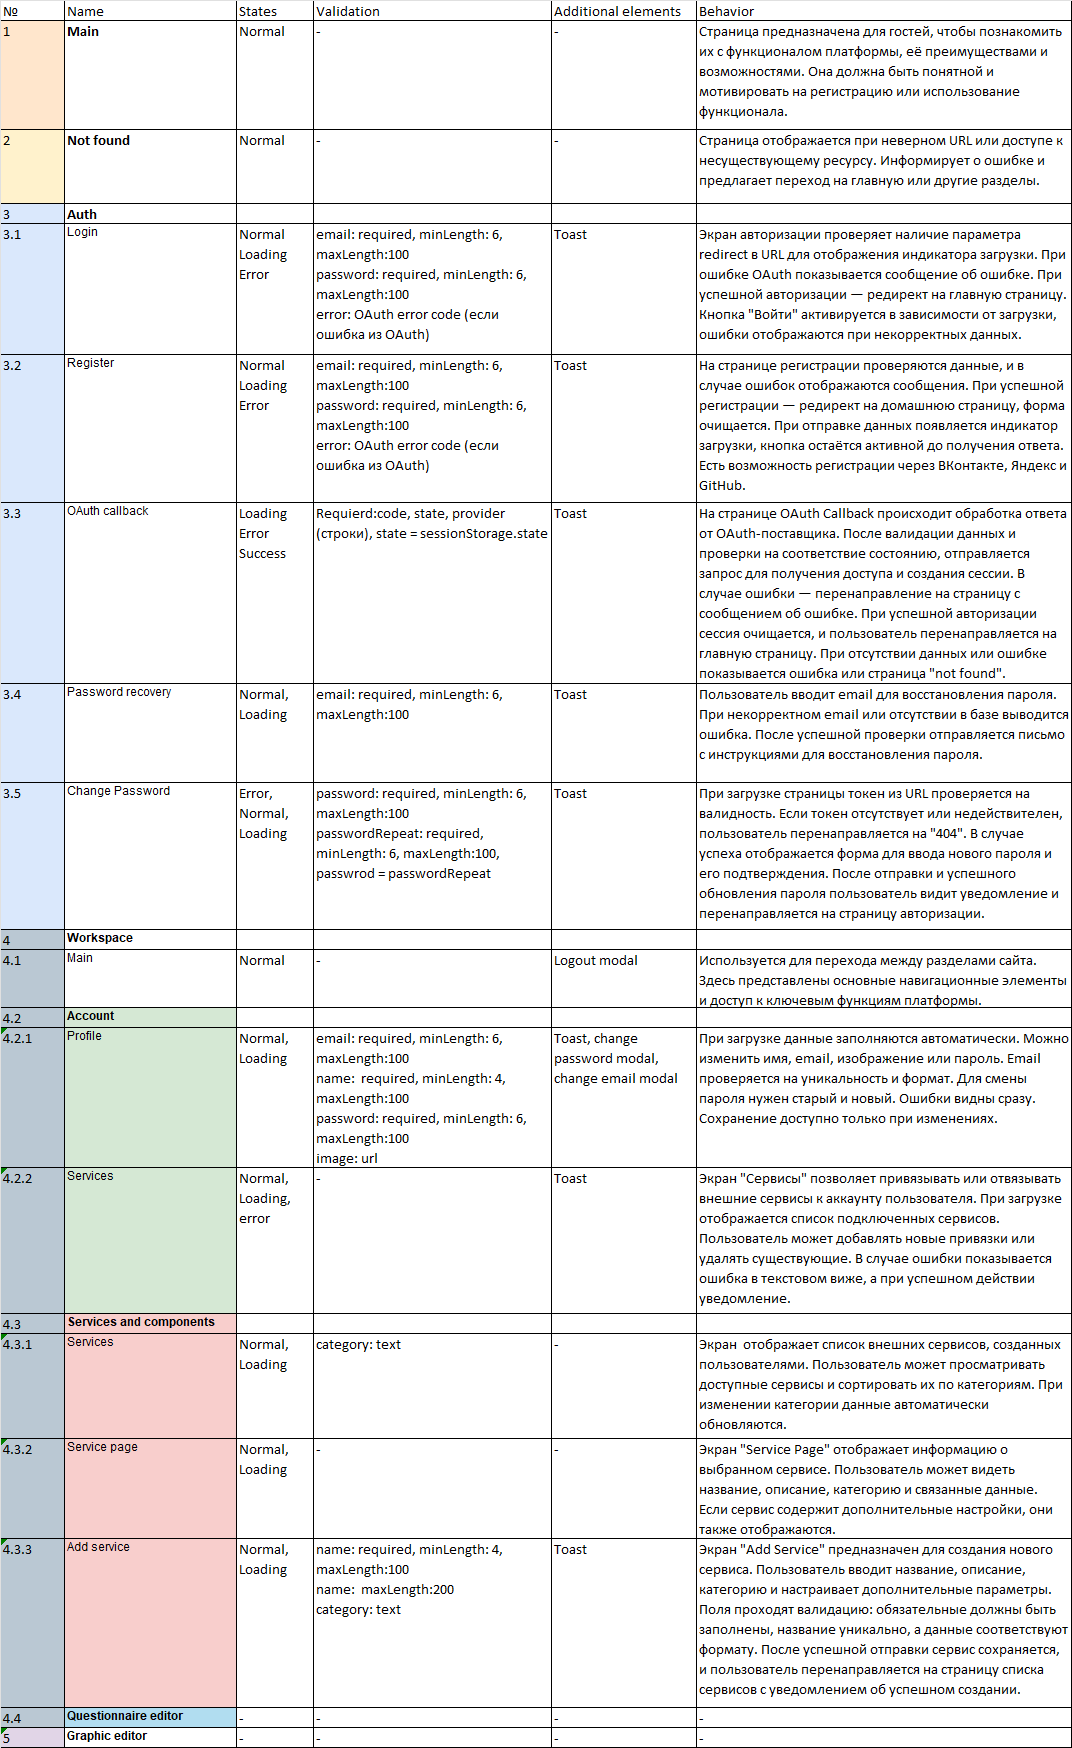 № Name States Validation Additional elements Behavior
1 Main Normal - - Страница предназначена для гостей, чтобы познакомить
их с функционалом платформы, её преимуществами и
возможностями. Она должна быть понятной и
мотивировать на регистрацию или использование
функционала.
2 Not found Normal - - Страница отображается при неверном URL или доступе к
несуществующему ресурсу. Информирует о ошибке и
предлагает переход на главную или другие разделы.
3 Auth
3.1 Login Normal email: required, minLength: 6, Toast Экран авторизации проверяет наличие параметра
Loading maxLength:100 redirect в URL для отображения индикатора загрузки. При
Error password: required, minLength: 6, ошибке OAuth показывается сообщение об ошибке. При
maxLength:100 успешной авторизации — редирект на главную страницу.
error: OAuth error code (если Кнопка "Войти" активируется в зависимости от загрузки,
ошибка из OAuth) ошибки отображаются при некорректных данных.
3.2 Register Normal email: required, minLength: 6, Toast На странице регистрации проверяются данные, и в
Loading maxLength:100 случае ошибок отображаются сообщения. При успешной
Error password: required, minLength: 6, регистрации — редирект на домашнюю страницу, форма
maxLength:100 очищается. При отправке данных появляется индикатор
error: OAuth error code (если загрузки, кнопка остаётся активной до получения ответа.
ошибка из OAuth) Есть возможность регистрации через ВКонтакте, Яндекс и
GitHub.
3.3 OAuth callback Loading Requierd:code, state, provider Toast На странице OAuth Callback происходит обработка ответа
Error (строки), state = sessionStorage.state от OAuth-поставщика. После валидации данных и
Success проверки на соответствие состоянию, отправляется
запрос для получения доступа и создания сессии. В
случае ошибки — перенаправление на страницу с
сообщением об ошибке. При успешной авторизации
сессия очищается, и пользователь перенаправляется на
главную страницу. При отсутствии данных или ошибке
показывается ошибка или страница "not found".
3.4 Password recovery Normal, email: required, minLength: 6, Toast Пользователь вводит email для восстановления пароля.
Loading maxLength:100 При некорректном email или отсутствии в базе выводится
ошибка. После успешной проверки отправляется письмо
с инструкциями для восстановления пароля.
3.5 Change Password Error, password: required, minLength: 6, Toast При загрузке страницы токен из URL проверяется на
Normal, maxLength:100 валидность. Если токен отсутствует или недействителен,
Loading passwordRepeat: required, пользователь перенаправляется на "404". В случае
minLength: 6, maxLength:100, успеха отображается форма для ввода нового пароля и
passwrod = passwordRepeat его подтверждения. После отправки и успешного
обновления пароля пользователь видит уведомление и
перенаправляется на страницу авторизации.
4 Workspace
4.1 Main Normal - Logout modal Используется для перехода между разделами сайта.
Здесь представлены основные навигационные элементы
и доступ к ключевым функциям платформы.
4.2 Account
4.2.1 Profile Normal, email: required, minLength: 6, Toast, change При загрузке данные заполняются автоматически. Можно
Loading maxLength:100 password modal, изменить имя, email, изображение или пароль. Email
name: required, minLength: 4, change email modal проверяется на уникальность и формат. Для смены
maxLength:100 пароля нужен старый и новый. Ошибки видны сразу.
password: required, minLength: 6, Сохранение доступно только при изменениях.
maxLength:100
image: url
4.2.2 Services Normal, - Toast Экран "Сервисы" позволяет привязывать или отвязывать
Loading, внешние сервисы к аккаунту пользователя. При загрузке
error отображается список подключенных сервисов.
Пользователь может добавлять новые привязки или
удалять существующие. В случае ошибки показывается
ошибка в текстовом виже, а при успешном действии
уведомление.
4.3 Services and components
4.3.1 Services Normal, category: text - Экран отображает список внешних сервисов, созданных
Loading пользователями. Пользователь может просматривать
доступные сервисы и сортировать их по категориям. При
изменении категории данные автоматически
обновляются.
4.3.2 Service page Normal, - - Экран "Service Page" отображает информацию о
Loading выбранном сервисе. Пользователь может видеть
название, описание, категорию и связанные данные.
Если сервис содержит дополнительные настройки, они
также отображаются.
4.3.3 Add service Normal, name: required, minLength: 4, Toast Экран "Add Service" предназначен для создания нового
Loading maxLength:100 сервиса. Пользователь вводит название, описание,
name: maxLength:200 категорию и настраивает дополнительные параметры.
category: text Поля проходят валидацию: обязательные должны быть
заполнены, название уникально, а данные соответствуют
формату. После успешной отправки сервис сохраняется,
и пользователь перенаправляется на страницу списка
сервисов с уведомлением об успешном создании.
4.4 Questionnaire editor - - - -
5 Graphic editor - - - -